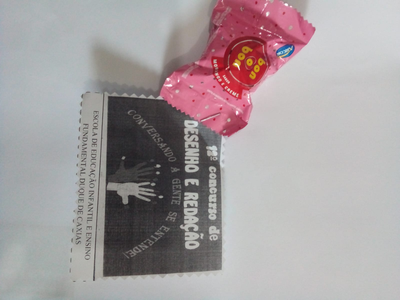 Arcor
bon
o
bon
12º concurso de
DESENHO E REDAÇÃO
CONVERSANDO A GENTE SE ENTENDE!
ESCOLA DE EDUCAÇÃO INFANTIL E ENSINO
FUNDAMENTAL DUQUE DE CAXIAS